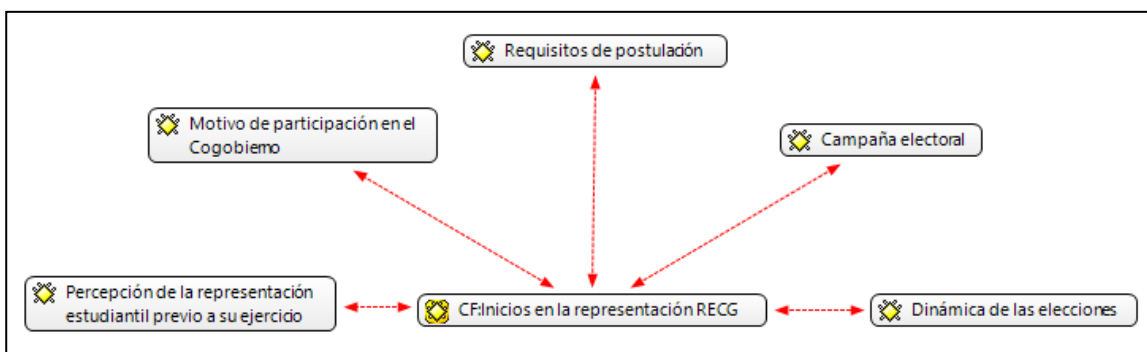 Requisitos de postulación
Motivo de participación en el
Cogobierno
Campaña electoral
Percepción de la representación
estudiantil previo a su ejercicio
CF:Inicios en la representación RECG
Dinámica de las elecciones